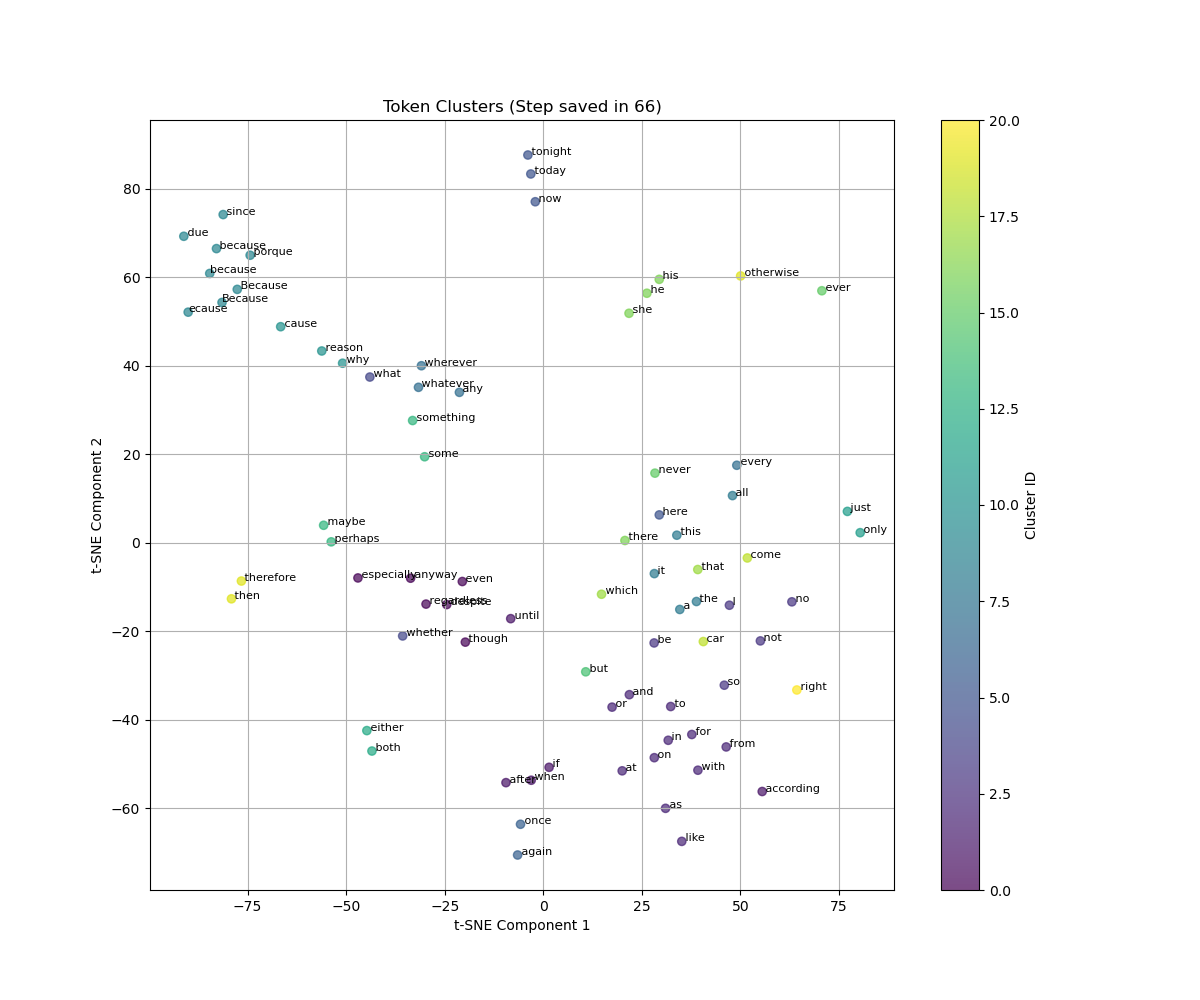 Token Clusters (Step saved in 66)
tonight
today
now
since
due
because
porque
because
Because
Because
ecause
cause
reason
why
what
wherever
whatever
any
something
some
his
he
she
otherwise
ever
never
every
all
here
this
there
just
only
come
it
that
which
the
a
I
no
maybe
perhaps
therefore
then
especially
anyway
even
regardless
despite
until
whether
though
be
car
not
but
so
right
and
or
to
either
both
in
for
on
from
at
with
if
after
when
according
as
like
once
again
80
60
40
20
0
−20
−40
−60
−75
−50
−25
0
25
50
75
t-SNE Component 1
t-SNE Component 2
20.0
17.5
15.0
12.5
10.0
7.5
5.0
2.5
0.0
Cluster ID